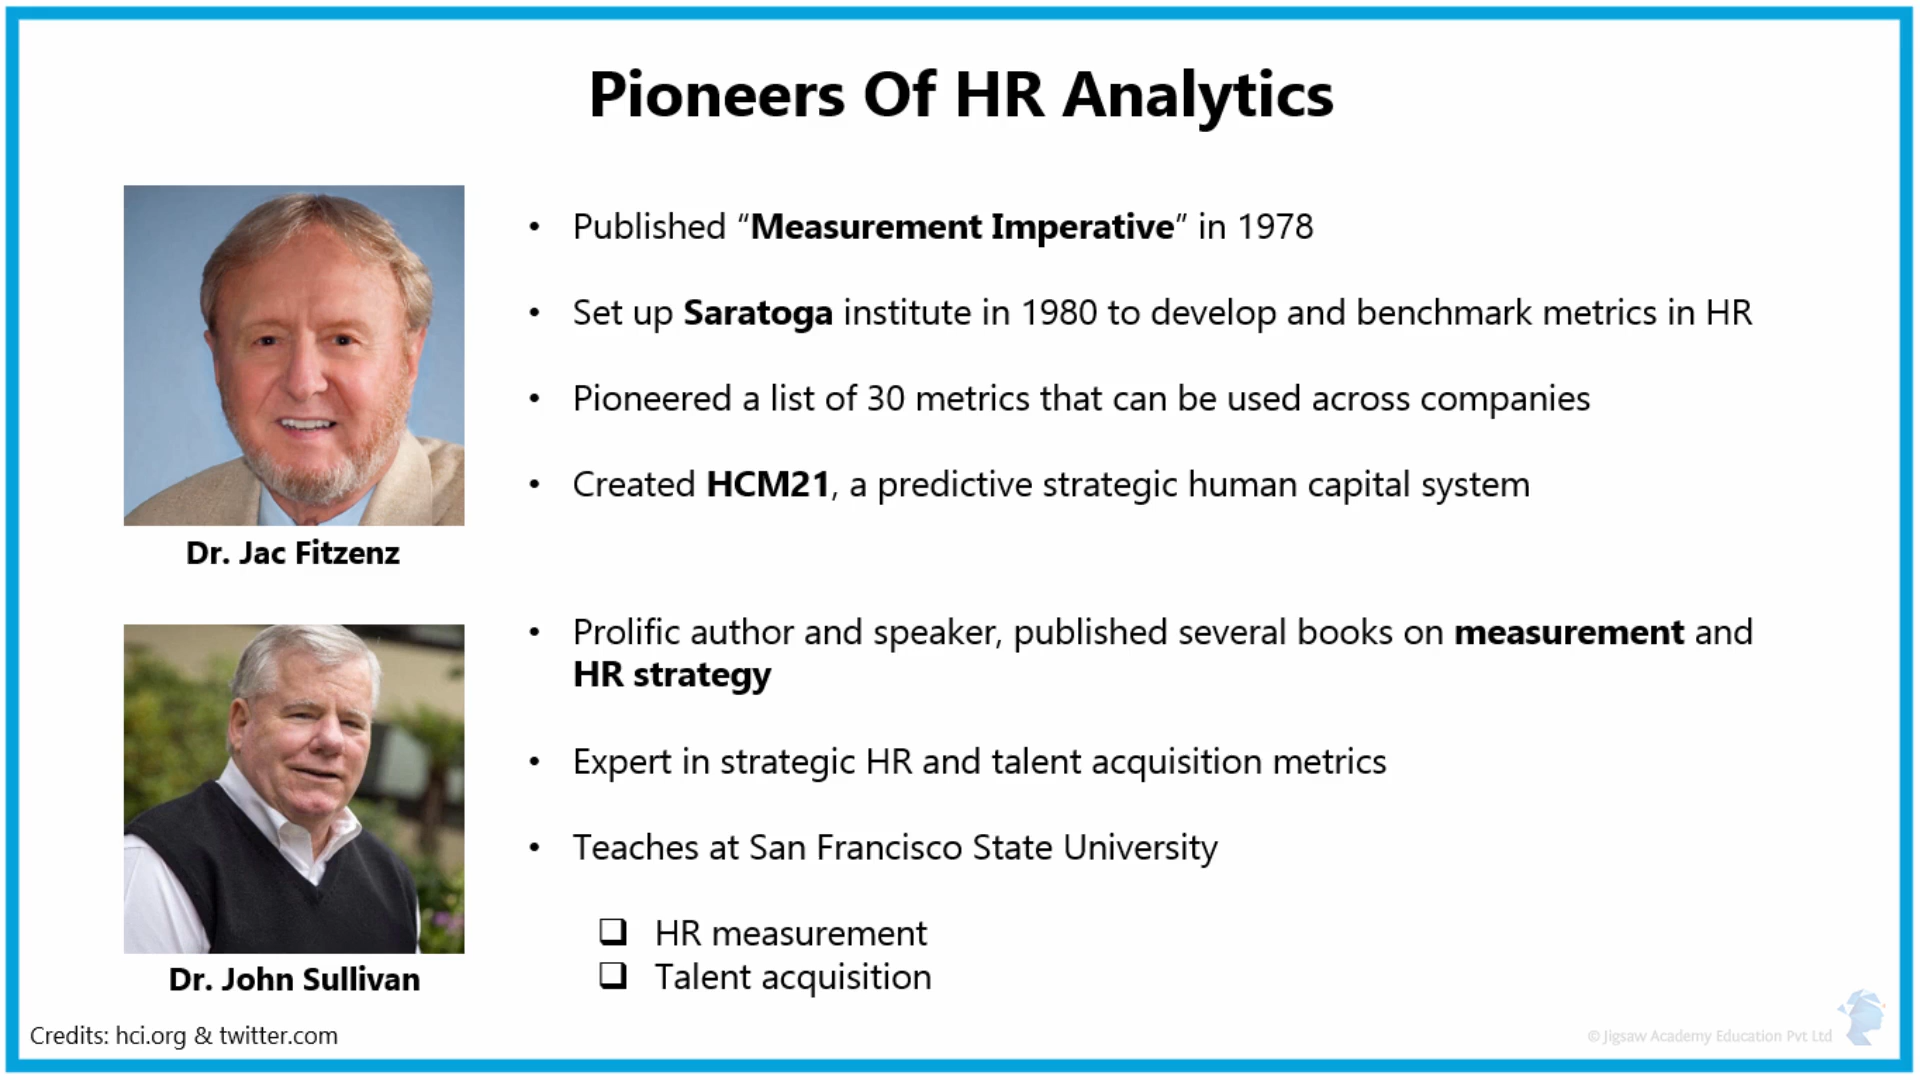 Pioneers Of HR Analytics
• Published “Measurement Imperative” in 1978
• Set up Saratoga institute in 1980 to develop and benchmark metrics in HR
• Pioneered a list of 30 metrics that can be used across companies
• Created HCM21, a predictive strategic human capital system
Dr. Jac Fitzenz
• Prolific author and speaker, published several books on measurement and
HR strategy
• Expert in strategic HR and talent acquisition metrics
• Teaches at San Francisco State University
❑ HR measurement
❑ Talent acquisition
Dr. John Sullivan
Credits: hci.org & twitter.com
© Jigsaw Academy Education Pvt Ltd